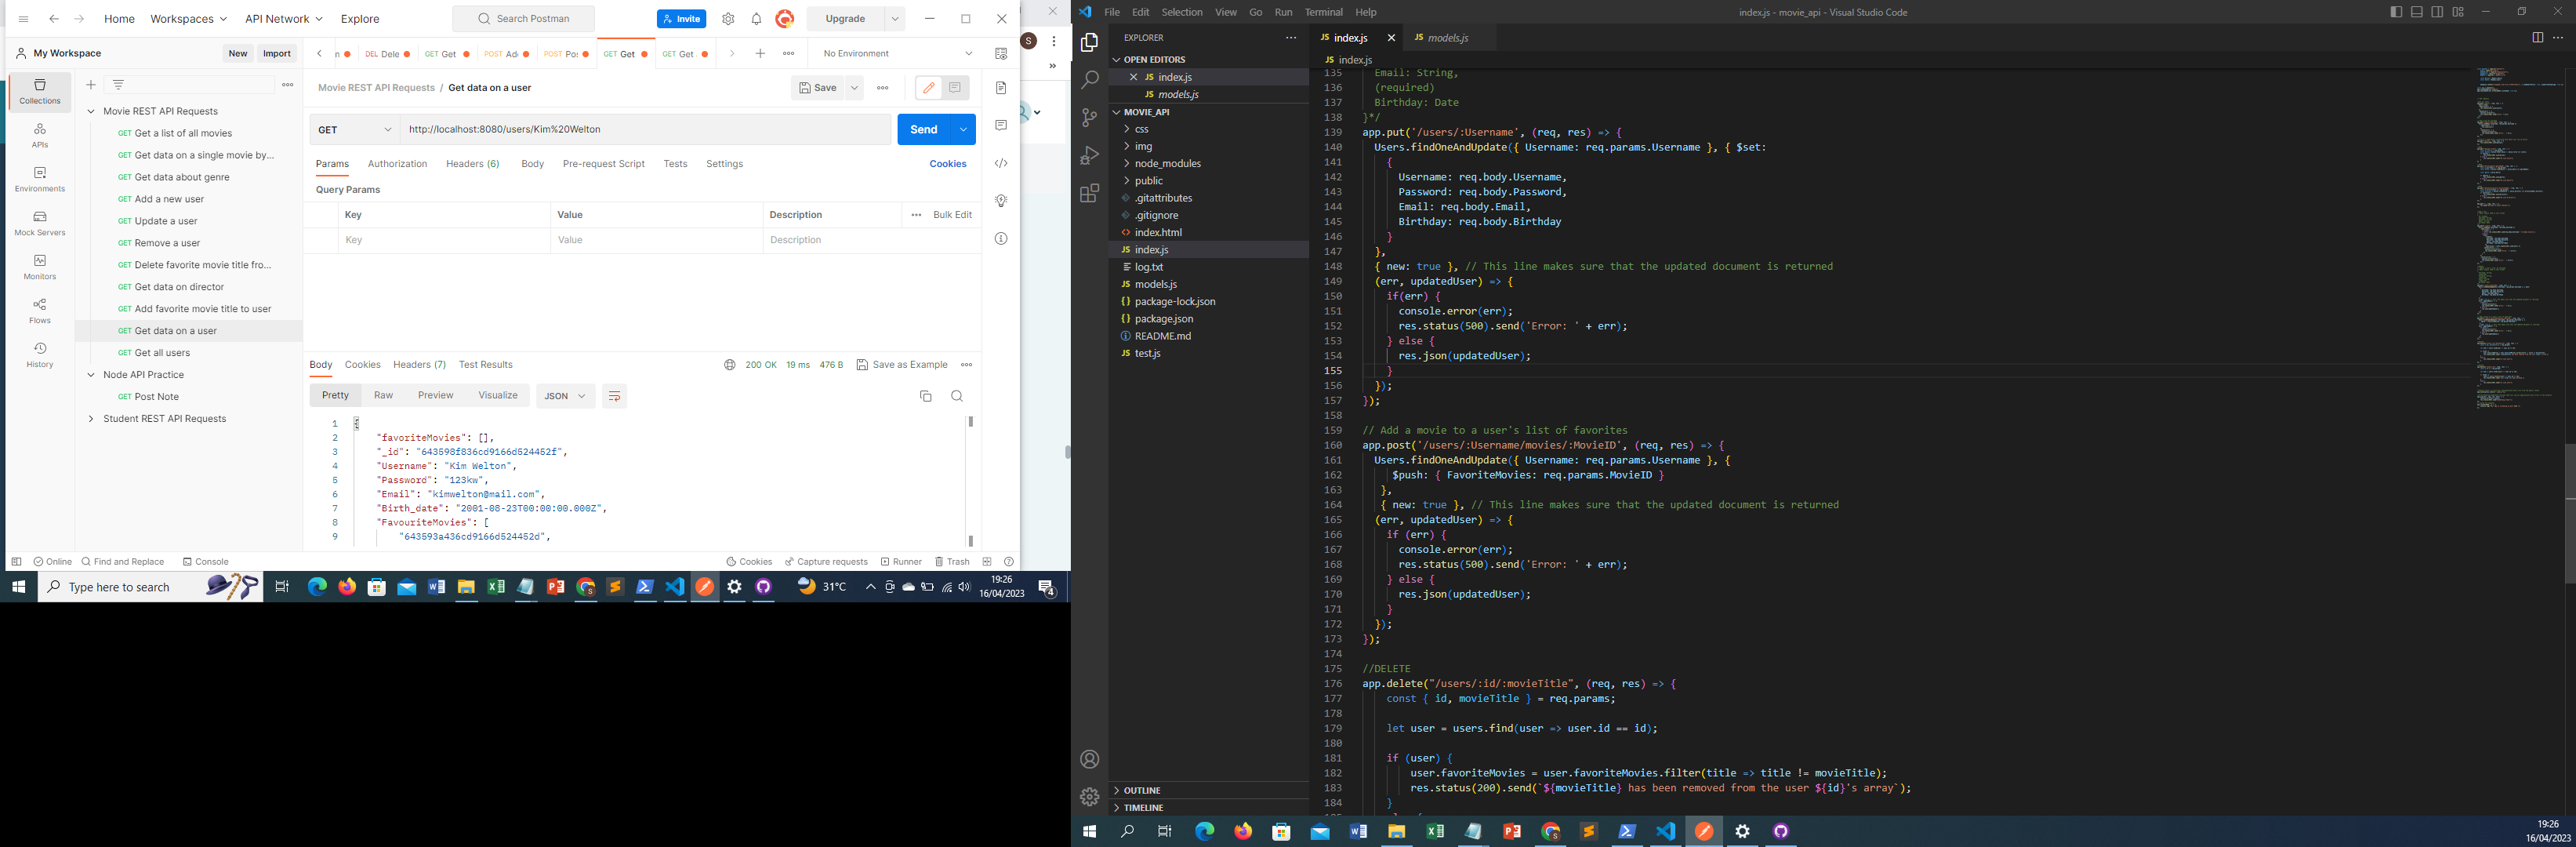 Home Workspaces API Network Explore Search Postman Invite Upgrade
My Workspace New Import
DEL Dele GET Get POST Ad POST Po GET Get GET Get No Environment
Collections
APIs
Environments
Mock Servers
Monitors
Flows
History
Movie REST API Requests
GET Get a list of all movies
GET Get data on a single movie by...
GET Get data about genre
GET Add a new user
GET Update a user
GET Remove a user
GET Delete favorite movie title fro...
GET Get data on director
GET Add favorite movie title to user
GET Get data on a user
GET Get all users
Node API Practice
GET Post Note
Student REST API Requests
Movie REST API Requests / Get data on a user Save
GET http://localhost:8080/users/Kim%20Welton Send
Params Authorization Headers (6) Body Pre-request Script Tests Settings Cookies
Query Params
Key Value Description Bulk Edit
Key Value Description
Body Cookies Headers (7) Test Results 200 OK 19 ms 476 B Save as Example
Pretty Raw Preview Visualize JSON
1 {
2 "favoriteMovies": [],
3 "_id": "643598f836cd9166d524452f",
4 "Username": "Kim Welton",
5 "Password": "123kw",
6 "Email": "kimwelton@mail.com",
7 "Birth_date": "2001-08-23T00:00:00.000Z",
8 "FavouriteMovies": [
9 "643593a436cd9166d524452d",
Online Find and Replace Console Cookies Capture requests Runner Trash
Type here to search 31°C 19:26
16/04/2023 4
S
File Edit Selection View Go Run Terminal Help index.js - movie_api - Visual Studio Code
EXPLORER
OPEN EDITORS
JS index.js
JS models.js
MOVIE_API
css
img
node_modules
public
.gitattributes
.gitignore
index.html
JS index.js
log.txt
JS models.js
{} package-lock.json
{} package.json
README.md
JS test.js
OUTLINE
TIMELINE
JS index.js JS models.js
JS index.js
135 Email: String,
136 (required)
137 Birthday: Date
138 }*/
139 app.put('/users/:Username', (req, res) => {
140 Users.findOneAndUpdate({ Username: req.params.Username }, { $set:
141 {
142 Username: req.body.Username,
143 Password: req.body.Password,
144 Email: req.body.Email,
145 Birthday: req.body.Birthday
146 }
147 },
148 { new: true }, // This line makes sure that the updated document is returned
149 (err, updatedUser) => {
150 if(err) {
151 console.error(err);
152 res.status(500).send('Error: ' + err);
153 } else {
154 res.json(updatedUser);
155 }
156 });
157 });
158
159 // Add a movie to a user's list of favorites
160 app.post('/users/:Username/movies/:MovieID', (req, res) => {
161 Users.findOneAndUpdate({ Username: req.params.Username }, {
162 $push: { FavoriteMovies: req.params.MovieID }
163 },
164 { new: true }, // This line makes sure that the updated document is returned
165 (err, updatedUser) => {
166 if (err) {
167 console.error(err);
168 res.status(500).send('Error: ' + err);
169 } else {
170 res.json(updatedUser);
171 }
172 });
173 });
174
175 //DELETE
176 app.delete("/users/:id/:movieTitle", (req, res) => {
177 const { id, movieTitle } = req.params;
178
179 let user = users.find(user => user.id == id);
180
181 if (user) {
182 user.favoriteMovies = user.favoriteMovies.filter(title => title != movieTitle);
183 res.status(200).send(`${movieTitle} has been removed from the user ${id}'s array`);
184 }
19:26
16/04/2023